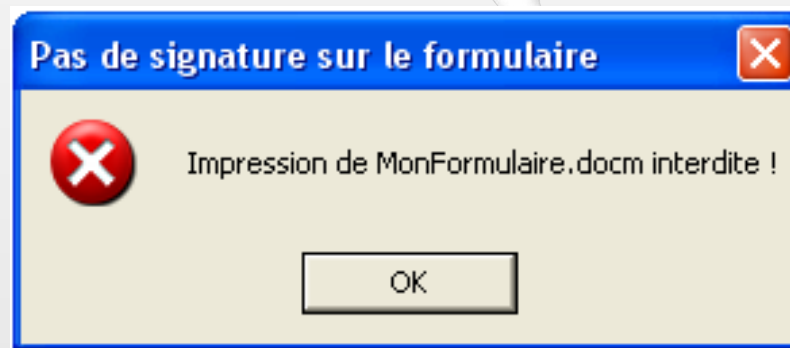 Pas de signature sur le formulaire
Impression de MonFormulaire.docm interdite !
OK